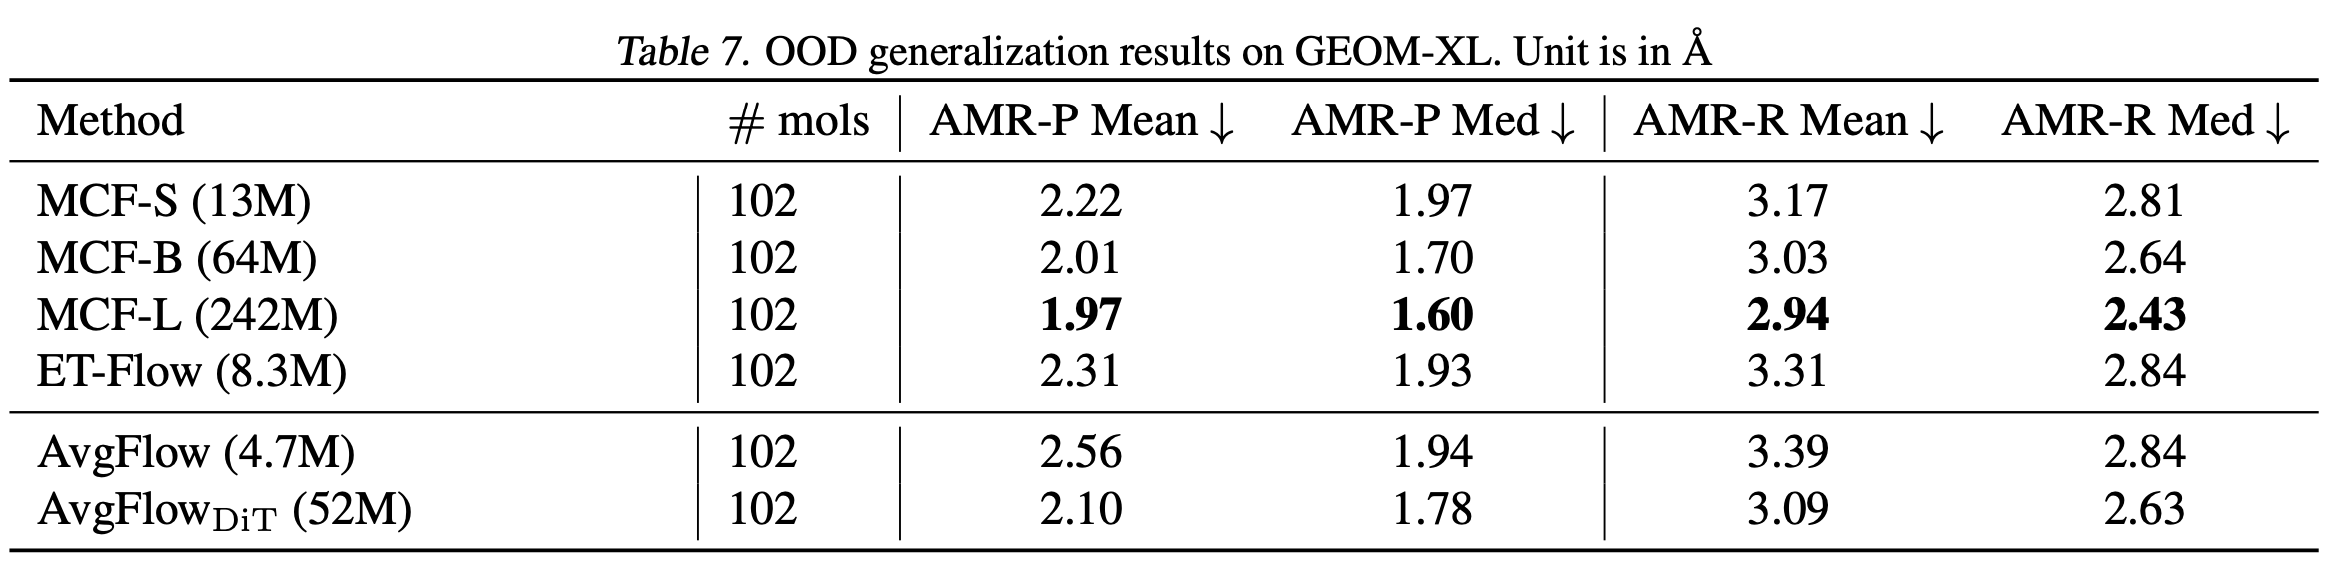 Table 7. OOD generalization results on GEOM-XL. Unit is in Å
Method # mols AMR-P Mean ↓ AMR-P Med ↓ AMR-R Mean ↓ AMR-R Med ↓
MCF-S (13M) 102 2.22 1.97 3.17 2.81
MCF-B (64M) 102 2.01 1.70 3.03 2.64
MCF-L (242M) 102 1.97 1.60 2.94 2.43
ET-Flow (8.3M) 102 2.31 1.93 3.31 2.84
AvgFlow (4.7M) 102 2.56 1.94 3.39 2.84
AvgFlowDiT (52M) 102 2.10 1.78 3.09 2.63